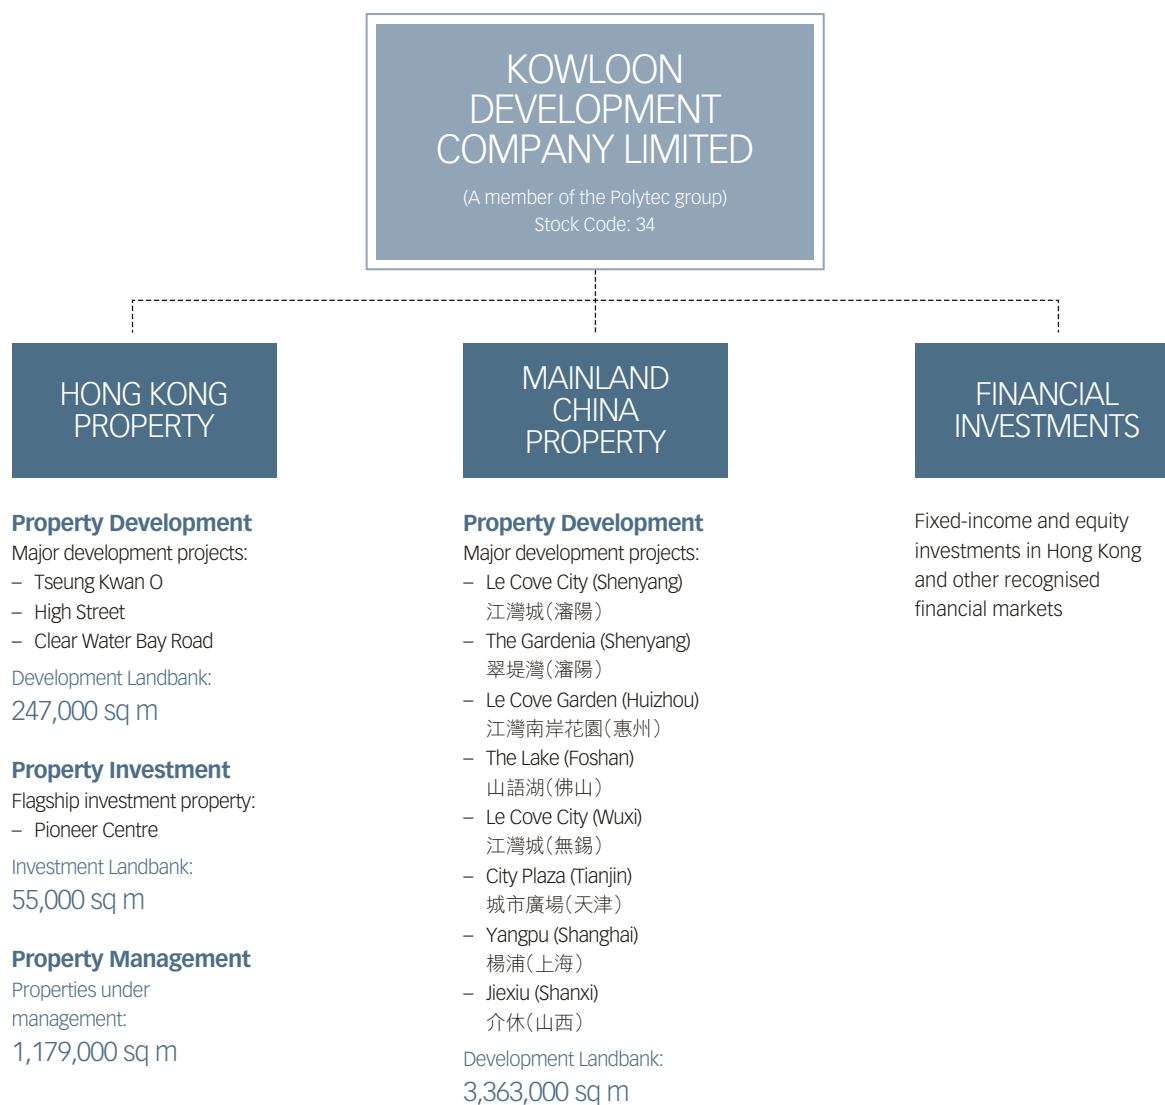 KOWLOON
DEVELOPMENT
COMPANY LIMITED
(A member of the Polytec group)
Stock Code: 34
HONG KONG
PROPERTY
Property Development
Major development projects:
– Tseung Kwan O
– High Street
– Clear Water Bay Road
Development Landbank:
247,000 sq m
Property Investment
Flagship investment property:
– Pioneer Centre
Investment Landbank:
55,000 sq m
Property Management
Properties under
management:
1,179,000 sq m
MAINLAND
CHINA
PROPERTY
Property Development
Major development projects:
– Le Cove City (Shenyang)
江灣城（瀋陽）
– The Gardenia (Shenyang)
翠堤灣（瀋陽）
– Le Cove Garden (Huizhou)
江灣南岸花園（惠州）
– The Lake (Foshan)
山語湖（佛山）
– Le Cove City (Wuxi)
江灣城（無錫）
– City Plaza (Tianjin)
城市廣場（天津）
– Yangpu (Shanghai)
楊浦（上海）
– Jiexiu (Shanxi)
介休（山西）
Development Landbank:
3,363,000 sq m
FINANCIAL
INVESTMENTS
Fixed-income and equity
investments in Hong Kong
and other recognised
financial markets